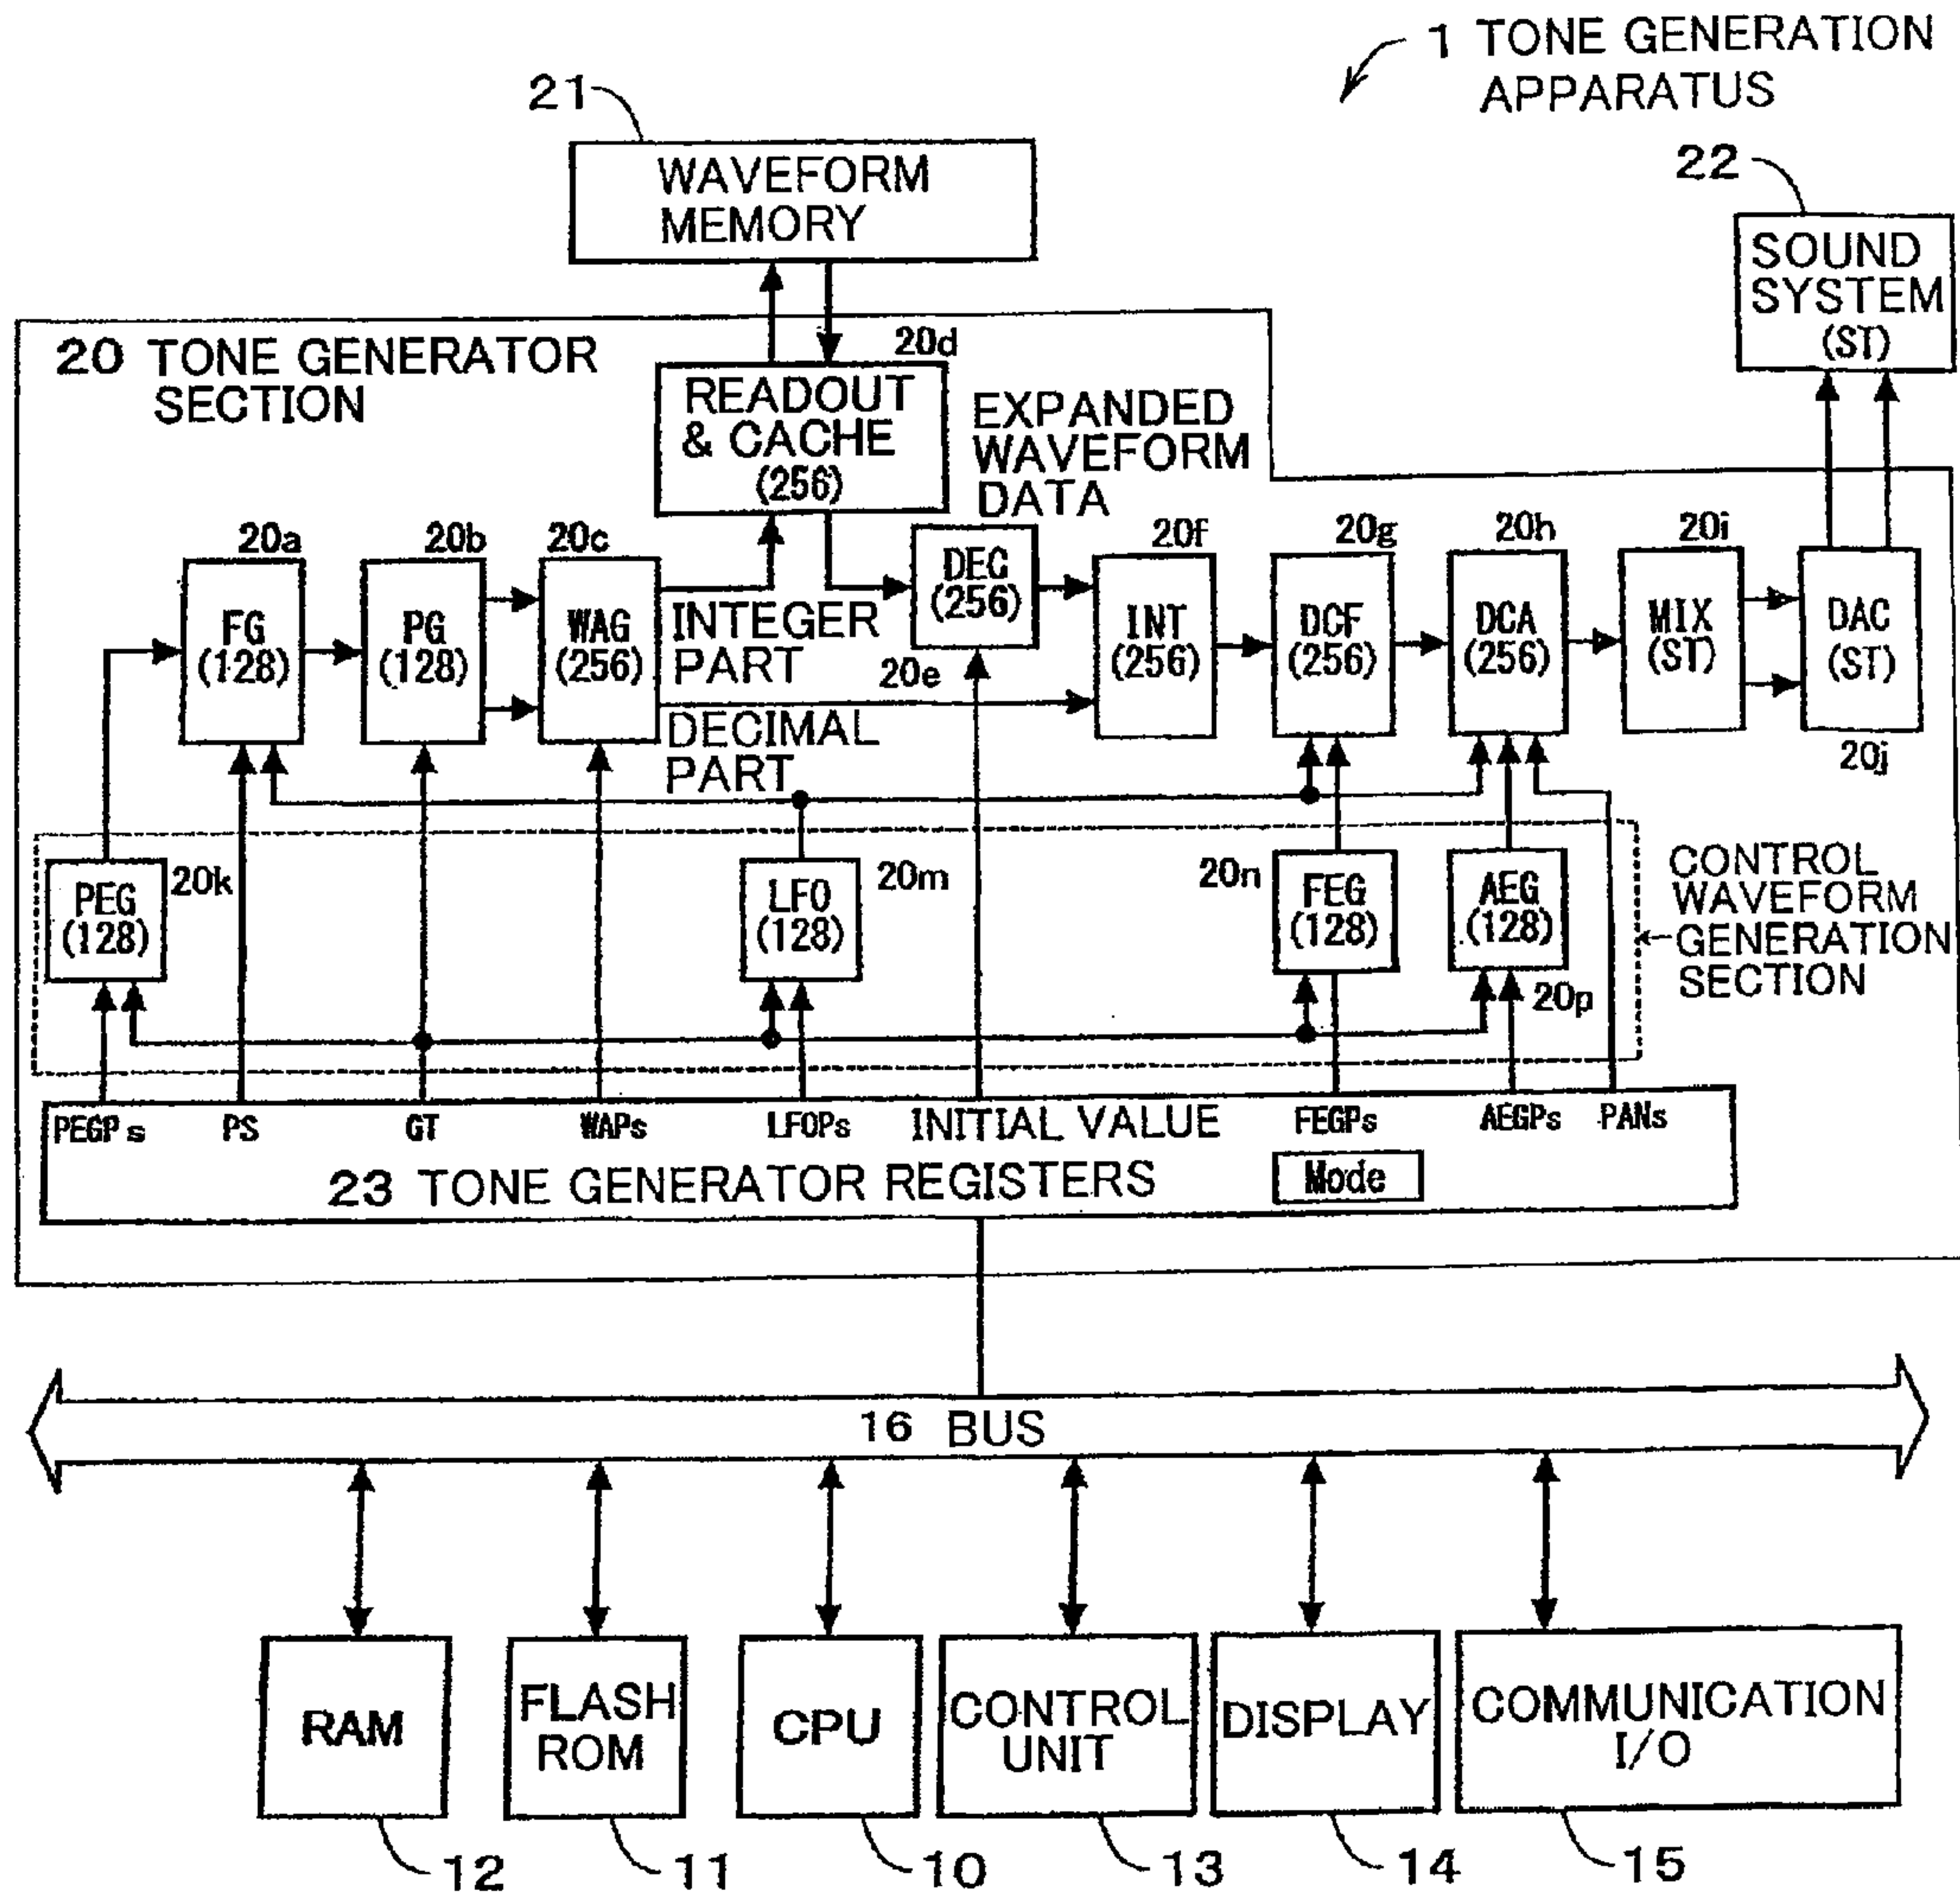 1 TONE GENERATION
APPARATUS
21
WAVEFORM
MEMORY
22
SOUND
SYSTEM
(ST)
20 TONE GENERATOR
SECTION
20d
READOUT
& CACHE
(256)
EXPANDED
WAVEFORM
DATA
20a
FG
(128)
20b
PG
(128)
20c
WAG
(256)
INTEGER
PART
DECIMAL
PART
DEC
(256)
20e
20f
INT
(256)
20g
DCF
(256)
20h
DCA
(256)
20i
MIX
(ST)
DAC
(ST)
20j
PEG
(128)
20k
LFO
(128)
20m
20n
FEG
(128)
AEG
(128)
20p
CONTROL
WAVEFORM
GENERATION
SECTION
PEGPs PS GT WAPs LFOPs INITIAL VALUE FEGPs AEGPs PANs
23 TONE GENERATOR REGISTERS
Mode
16 BUS
RAM
FLASH
ROM
CPU
CONTROL
UNIT
DISPLAY
COMMUNICATION
I/O
12
11
10
13
14
15